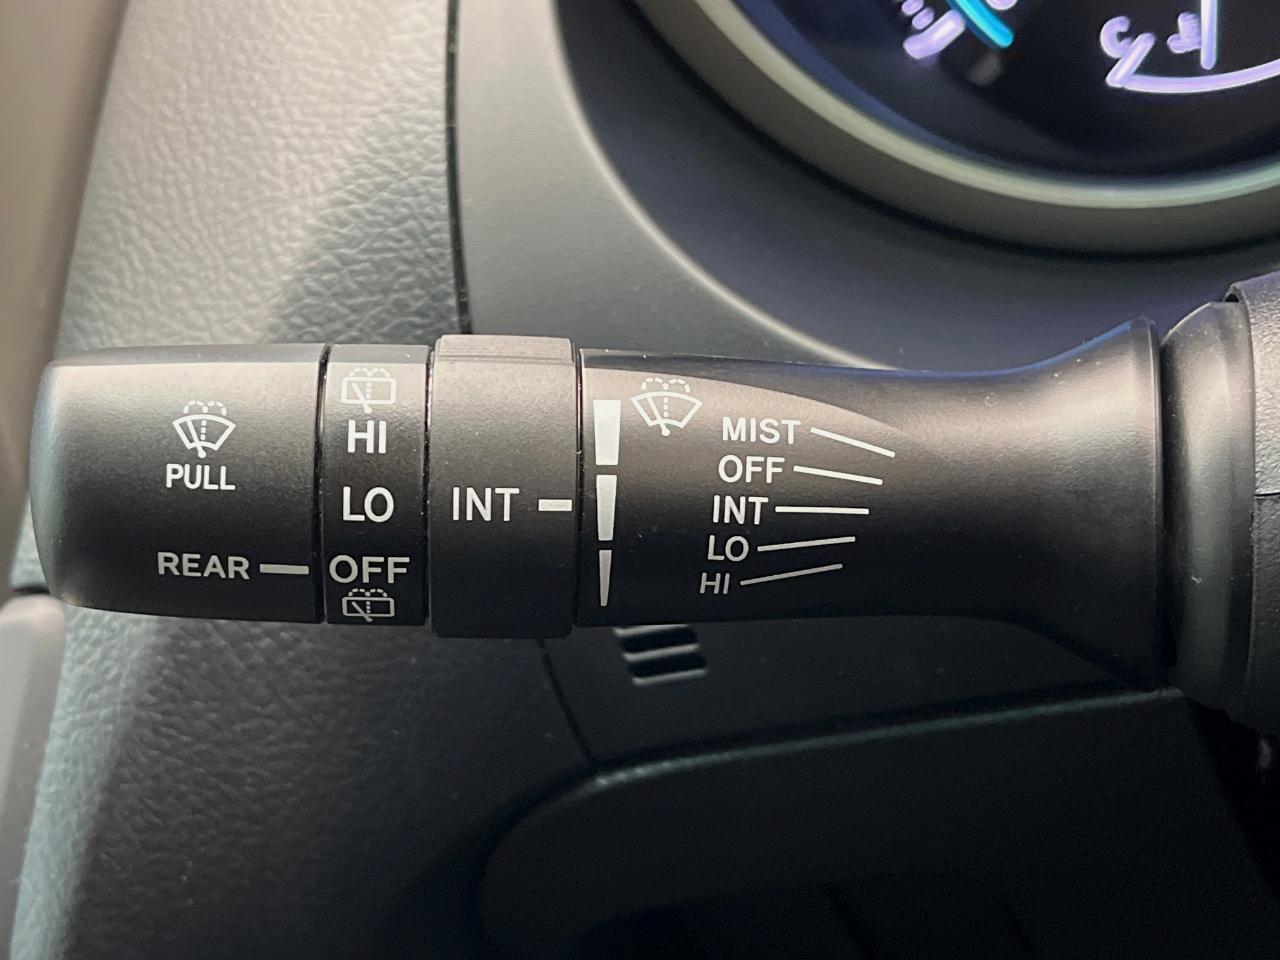 PULL
REAR
HI
LO
OFF
INT
MIST
OFF
INT
LO
HI
C